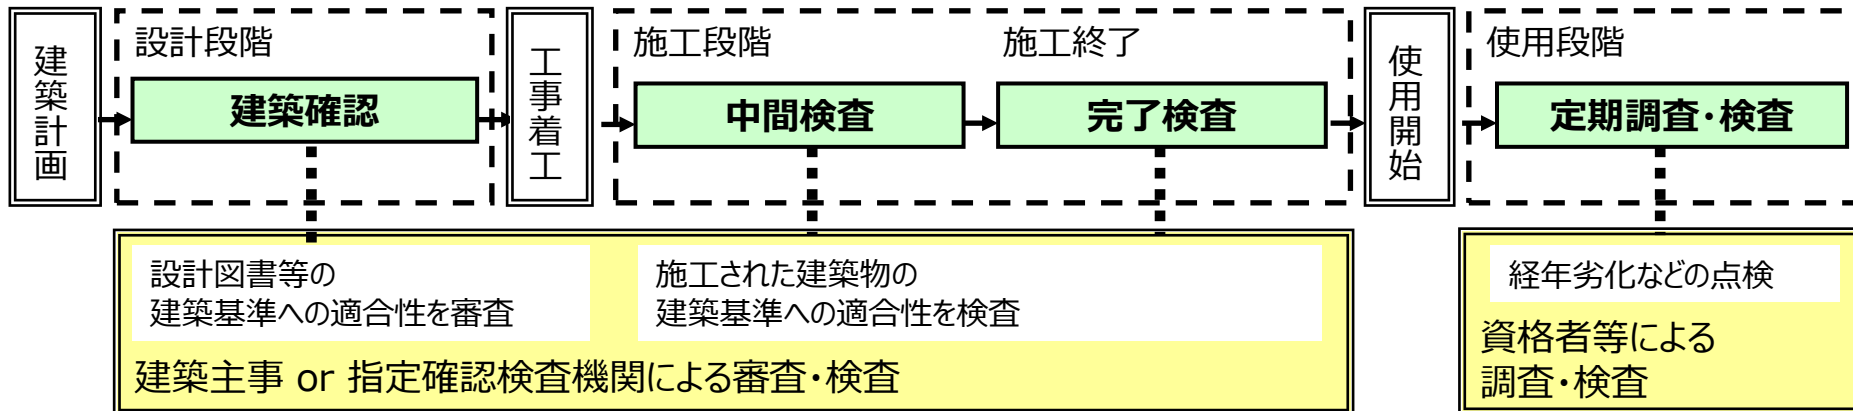 建築計画
設計段階
建築確認
工事着工
施工段階
施工終了
中間検査
完了検査
使用開始
使用段階
定期調査・検査
設計図書等の
建築基準への適合性を審査
施工された建築物の
建築基準への適合性を検査
建築主事 or 指定確認検査機関による審査・検査
経年劣化などの点検
資格者等による
調査・検査